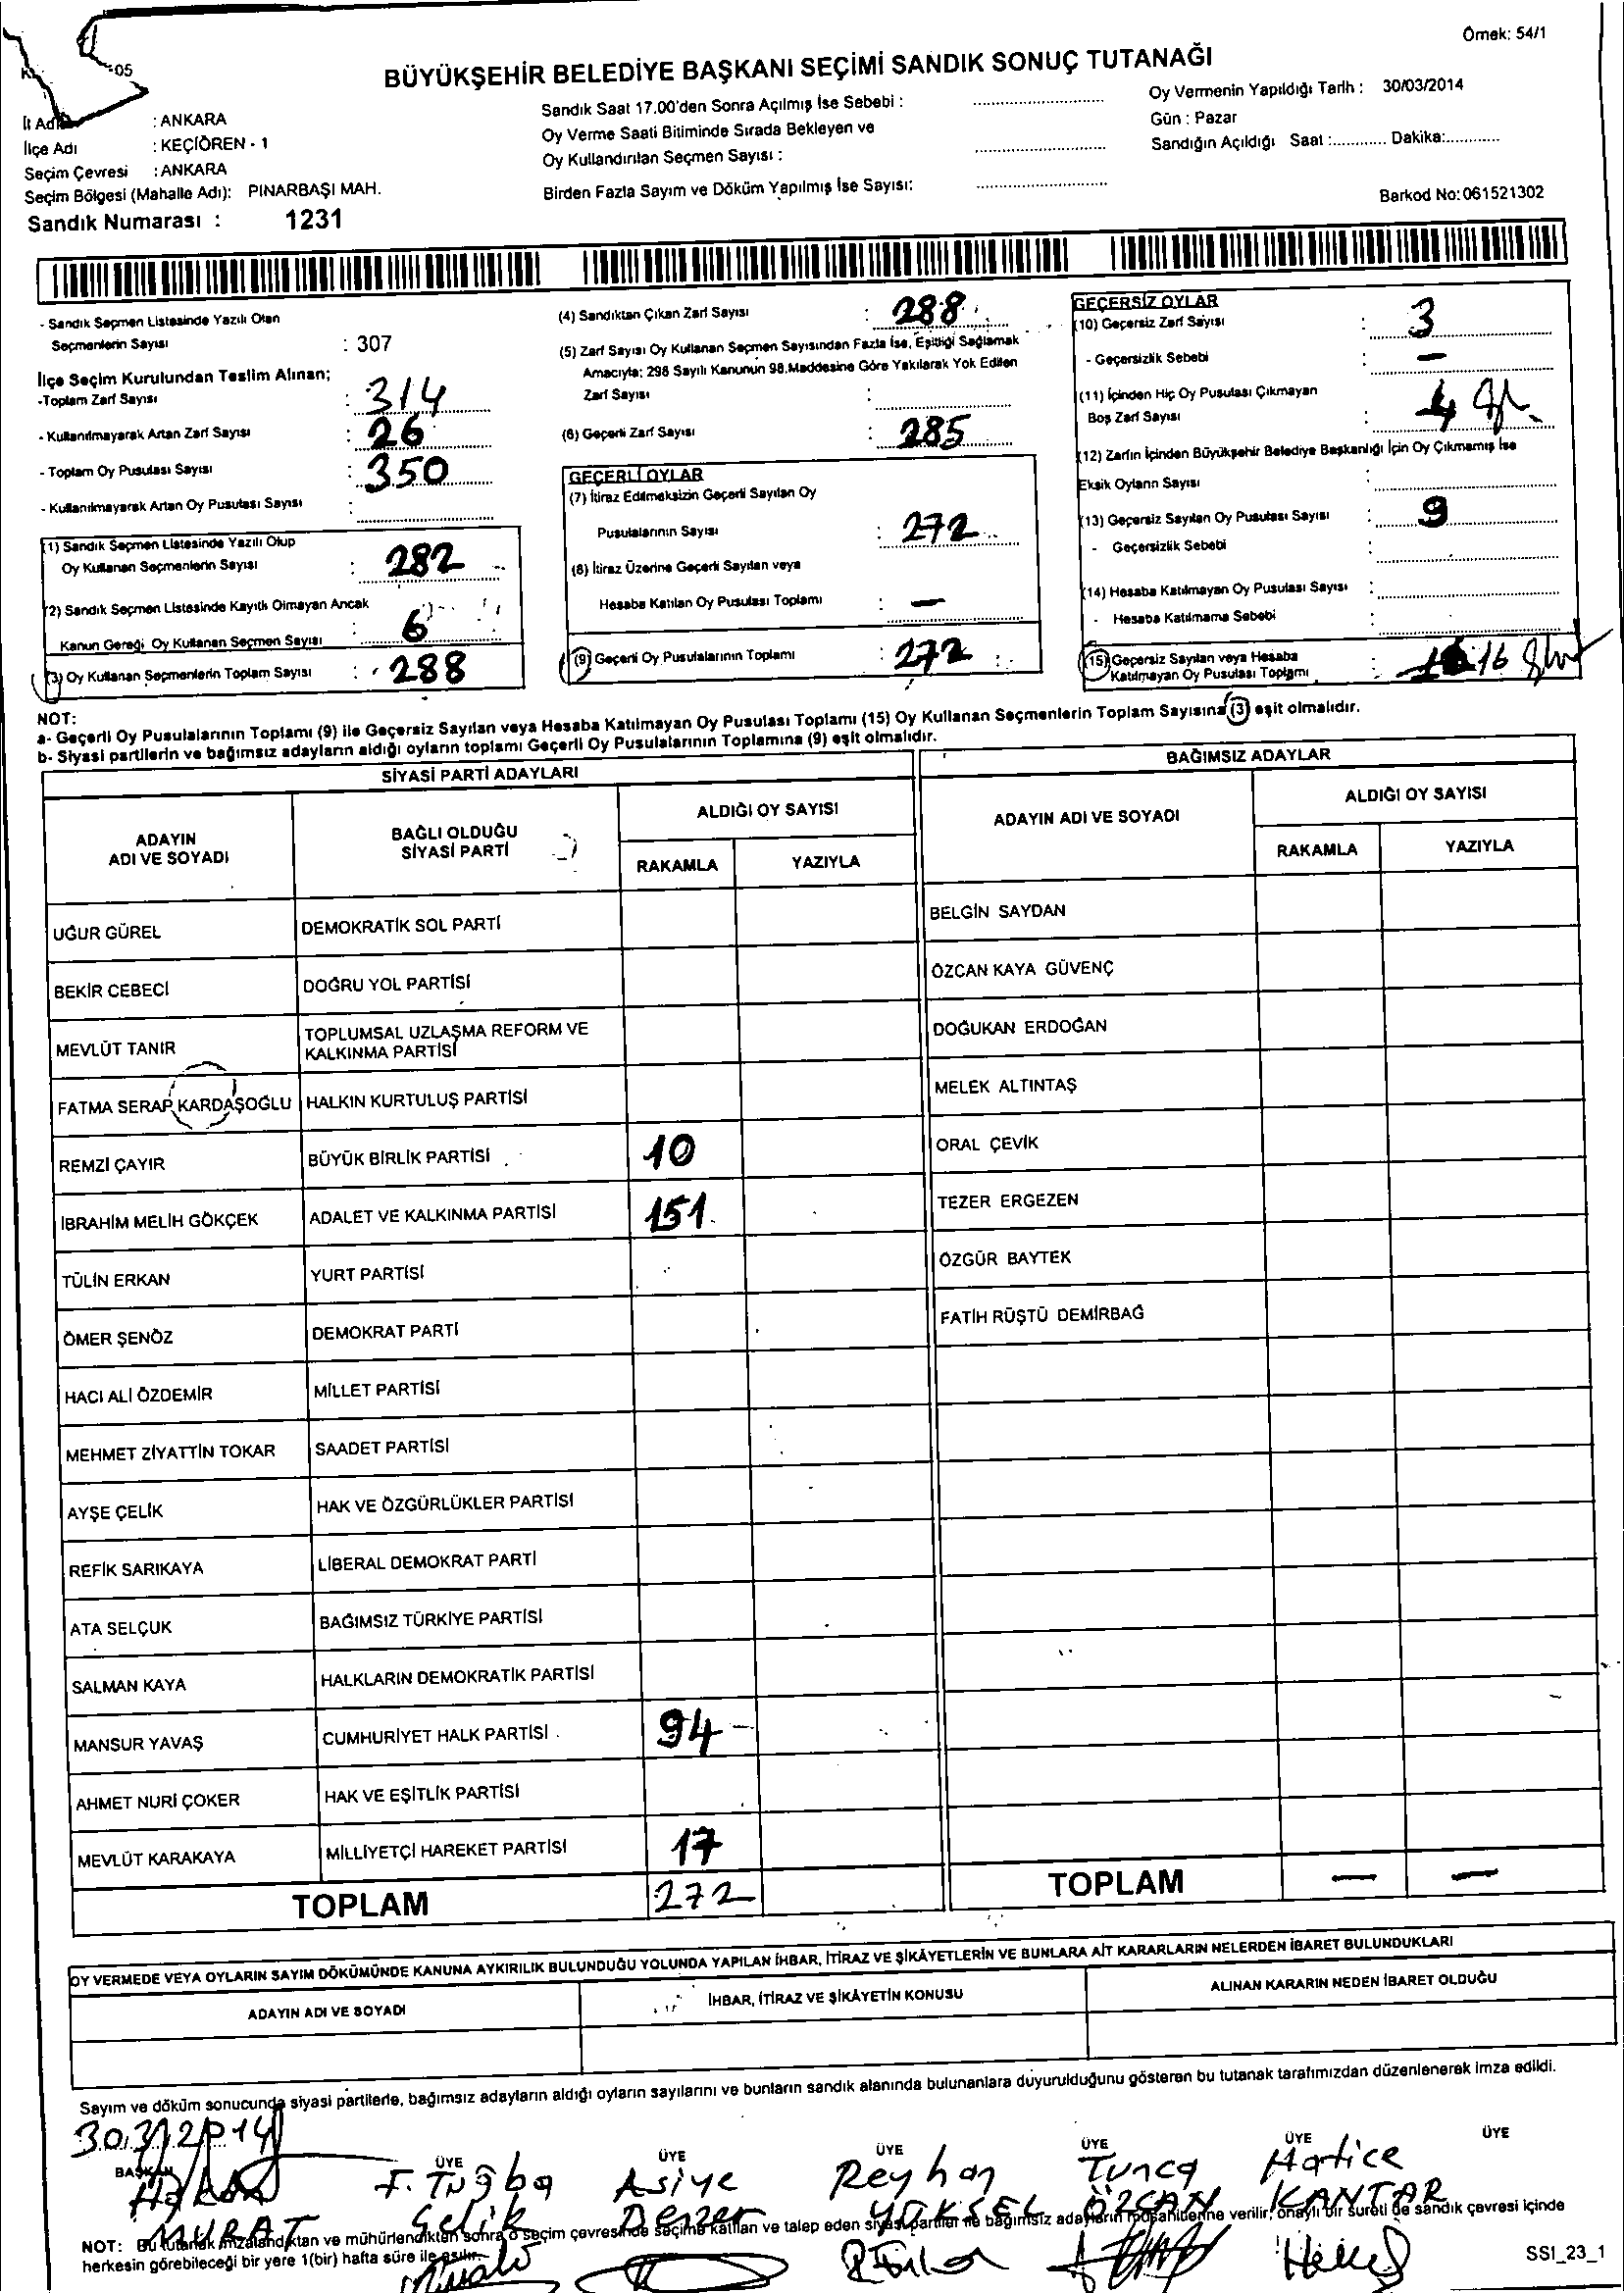 Örnek: 54/1
05
BÜYÜKŞEHİR BELEDİYE BAŞKANI SEÇİMİ SANDIK SONUÇ TUTANAĞI
İl Adı : ANKARA
İlçe Adı : KEÇİÖREN - 1
Seçim Çevresi : ANKARA
Seçim Bölgesi (Mahalle Adı): PINARBAŞI MAH.
Sandık Numarası : 1231
Sandık Saat 17.00'den Sonra Açılmış İse Sebebi :
Oy Verme Saati Bitiminde Sırada Bekleyen ve
Oy Kullandırılan Seçmen Sayısı :
Birden Fazla Sayım ve Döküm Yapılmış İse Sayısı:
Oy Vermenin Yapıldığı Tarih : 30/03/2014
Gün : Pazar
Sandığın Açıldığı Saat :............ Dakika:............
Barkod No:061521302
- Sandık Seçmen Listesinde Yazılı Olan
Seçmenlerin Sayısı : 307
İlçe Seçim Kurulundan Teslim Alınan;
-Toplam Zarf Sayısı : 314
- Kullanılmayarak Artan Zarf Sayısı : 26
- Toplam Oy Pusulası Sayısı : 350
- Kullanılmayarak Artan Oy Pusulası Sayısı :
(1) Sandık Seçmen Listesinde Yazılı Olup
Oy Kullanan Seçmenlerin Sayısı : 282
(2) Sandık Seçmen Listesinde Kayıtlı Olmayan Ancak
Kanun Gereği Oy Kullanan Seçmen Sayısı : 6
(3) Oy Kullanan Seçmenlerin Toplam Sayısı : 288
(4) Sandıktan Çıkan Zarf Sayısı : 288
(5) Zarf Sayısı Oy Kullanan Seçmen Sayısından Fazla İse, Eşitliği Sağlamak
Amacıyla; 298 Sayılı Kanunun 98.Maddesine Göre Yakılarak Yok Edilen
Zarf Sayısı :
(6) Geçerli Zarf Sayısı : 285
GEÇERLİ OYLAR
(7) İtiraz Edilmeksizin Geçerli Sayılan Oy
Pusulalarının Sayısı : 272
(8) İtiraz Üzerine Geçerli Sayılan veya
Hesaba Katılan Oy Pusulası Toplamı : —
(9) Geçerli Oy Pusulalarının Toplamı : 272
GEÇERSİZ OYLAR
(10) Geçersiz Zarf Sayısı : 3
- Geçersizlik Sebebi : —
(11) İçinden Hiç Oy Pusulası Çıkmayan
Boş Zarf Sayısı : 4
(12) Zarfın İçinden Büyükşehir Belediye Başkanlığı İçin Oy Çıkmamış İse
Eksik Oyların Sayısı :
(13) Geçersiz Sayılan Oy Pusulası Sayısı : 9
- Geçersizlik Sebebi :
(14) Hesaba Katılmayan Oy Pusulası Sayısı :
- Hesaba Katılmama Sebebi :
(15) Geçersiz Sayılan veya Hesaba
Katılmayan Oy Pusulası Toplamı : 16
NOT:
a- Geçerli Oy Pusulalarının Toplamı (9) ile Geçersiz Sayılan veya Hesaba Katılmayan Oy Pusulası Toplamı (15) Oy Kullanan Seçmenlerin Toplam Sayısına (3) eşit olmalıdır.
b- Siyasi partilerin ve bağımsız adayların aldığı oyların toplamı Geçerli Oy Pusulalarının Toplamına (9) eşit olmalıdır.
SİYASİ PARTİ ADAYLARI
ADAYIN ADI VE SOYADI
BAĞLI OLDUĞU SİYASİ PARTİ
ALDIĞI OY SAYISI
RAKAMLA YAZIYLA
UĞUR GÜREL DEMOKRATİK SOL PARTİ
BEKİR CEBECİ DOĞRU YOL PARTİSİ
MEVLÜT TANIR TOPLUMSAL UZLAŞMA REFORM VE KALKINMA PARTİSİ
FATMA SERAP KARDAŞOĞLU HALKIN KURTULUŞ PARTİSİ
REMZİ ÇAYIR BÜYÜK BİRLİK PARTİSİ 10
İBRAHİM MELİH GÖKÇEK ADALET VE KALKINMA PARTİSİ 151
TÜLİN ERKAN YURT PARTİSİ
ÖMER ŞENÖZ DEMOKRAT PARTİ
HACI ALİ ÖZDEMİR MİLLET PARTİSİ
MEHMET ZİYATTİN TOKAR SAADET PARTİSİ
AYŞE ÇELİK HAK VE ÖZGÜRLÜKLER PARTİSİ
REFİK SARIKAYA LİBERAL DEMOKRAT PARTİ
ATA SELÇUK BAĞIMSIZ TÜRKİYE PARTİSİ
SALMAN KAYA HALKLARIN DEMOKRATİK PARTİSİ
MANSUR YAVAŞ CUMHURİYET HALK PARTİSİ 94
AHMET NURİ ÇOKER HAK VE EŞİTLİK PARTİSİ
MEVLÜT KARAKAYA MİLLİYETÇİ HAREKET PARTİSİ 17
TOPLAM 272
BAĞIMSIZ ADAYLAR
ADAYIN ADI VE SOYADI
ALDIĞI OY SAYISI
RAKAMLA YAZIYLA
BELGİN SAYDAN
ÖZCAN KAYA GÜVENÇ
DOĞUKAN ERDOĞAN
MELEK ALTINTAŞ
ORAL ÇEVİK
TEZER ERGEZEN
ÖZGÜR BAYTEK
FATİH RÜŞTÜ DEMİRBAĞ
TOPLAM — —
OY VERMEDE VEYA OYLARIN SAYIM DÖKÜMÜNDE KANUNA AYKIRILIK BULUNDUĞU YOLUNDA YAPILAN İHBAR, İTİRAZ VE ŞİKÂYETLERİN VE BUNLARA AİT KARARLARIN NELERDEN İBARET BULUNDUKLARI
ADAYIN ADI VE SOYADI İHBAR, İTİRAZ VE ŞİKÂYETİN KONUSU ALINAN KARARIN NEDEN İBARET OLDUĞU
Sayım ve döküm sonucunda siyasi partilerle, bağımsız adayların aldığı oyların sayılarını ve bunların sandık alanında bulunanlara duyurulduğunu gösteren bu tutanak tarafımızdan düzenlenerek imza edildi.
30/3/2014
BAŞKAN ÜYE ÜYE ÜYE ÜYE ÜYE ÜYE
Hakan F. Tuğba Asiye Reyhan Tunca Hatice
MURAT Çelik Dezer YÜKSEL ÖZCAN KANTAR
NOT: Bu tutanak imzalandıktan ve mühürlendikten sonra o seçim çevresinde seçime katılan ve talep eden siyasi partiler ile bağımsız adayların müşahitlerine verilir, onaylı bir sureti de sandık çevresi içinde
herkesin görebileceği bir yere 1(bir) hafta süre ile asılır.
SSI_23_1